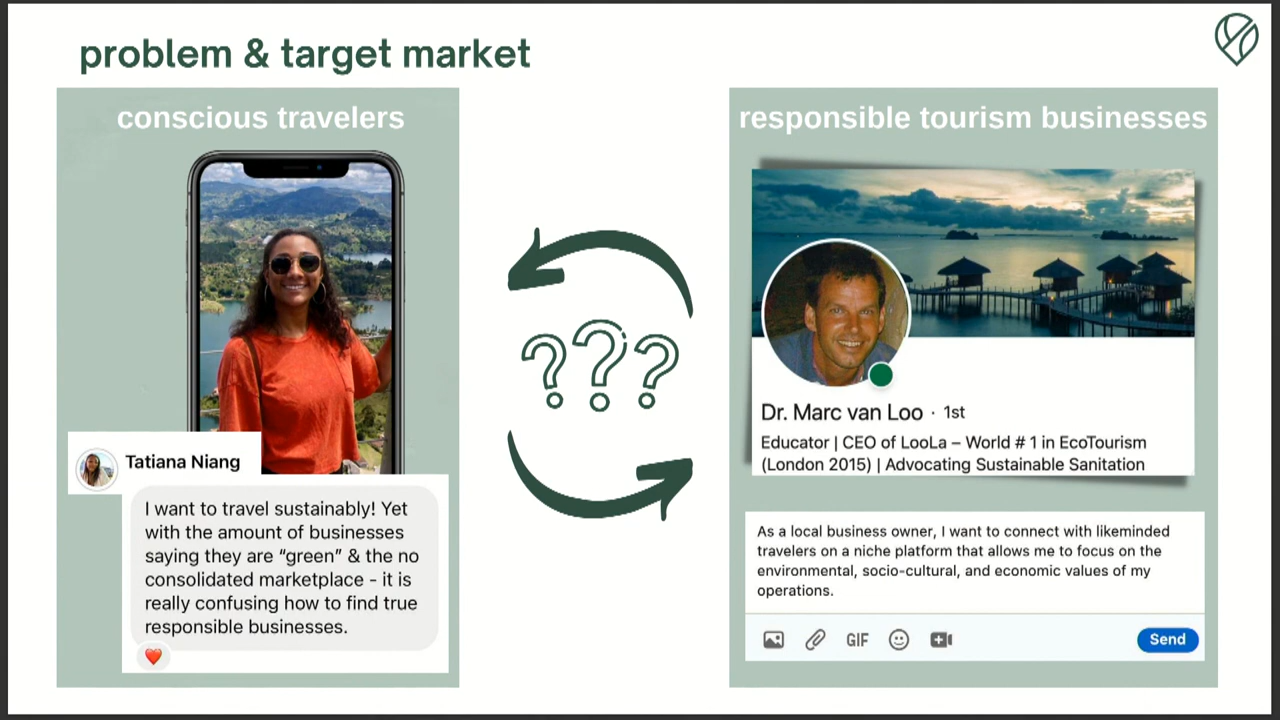 problem & target market
conscious travelers
Tatiana Niang
I want to travel sustainably! Yet
with the amount of businesses
saying they are “green” & the no
consolidated marketplace - it is
really confusing how to find true
responsible businesses.
???
responsible tourism businesses
Dr. Marc van Loo · 1st
Educator | CEO of LooLa – World # 1 in EcoTourism
(London 2015) | Advocating Sustainable Sanitation
As a local business owner, I want to connect with likeminded
travelers on a niche platform that allows me to focus on the
environmental, socio-cultural, and economic values of my
operations.
GIF
Send